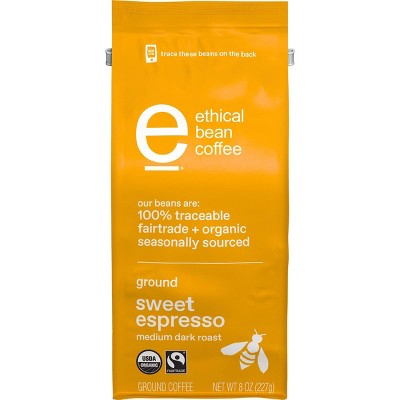 trace these beans on the back
e
ethical
bean
coffee
our beans are:
100% traceable
fairtrade + organic
seasonally sourced
ground
sweet
espresso
medium dark roast
USDA
ORGANIC
FAIRTRADE
GROUND COFFEE NET WT 8 OZ (227g)